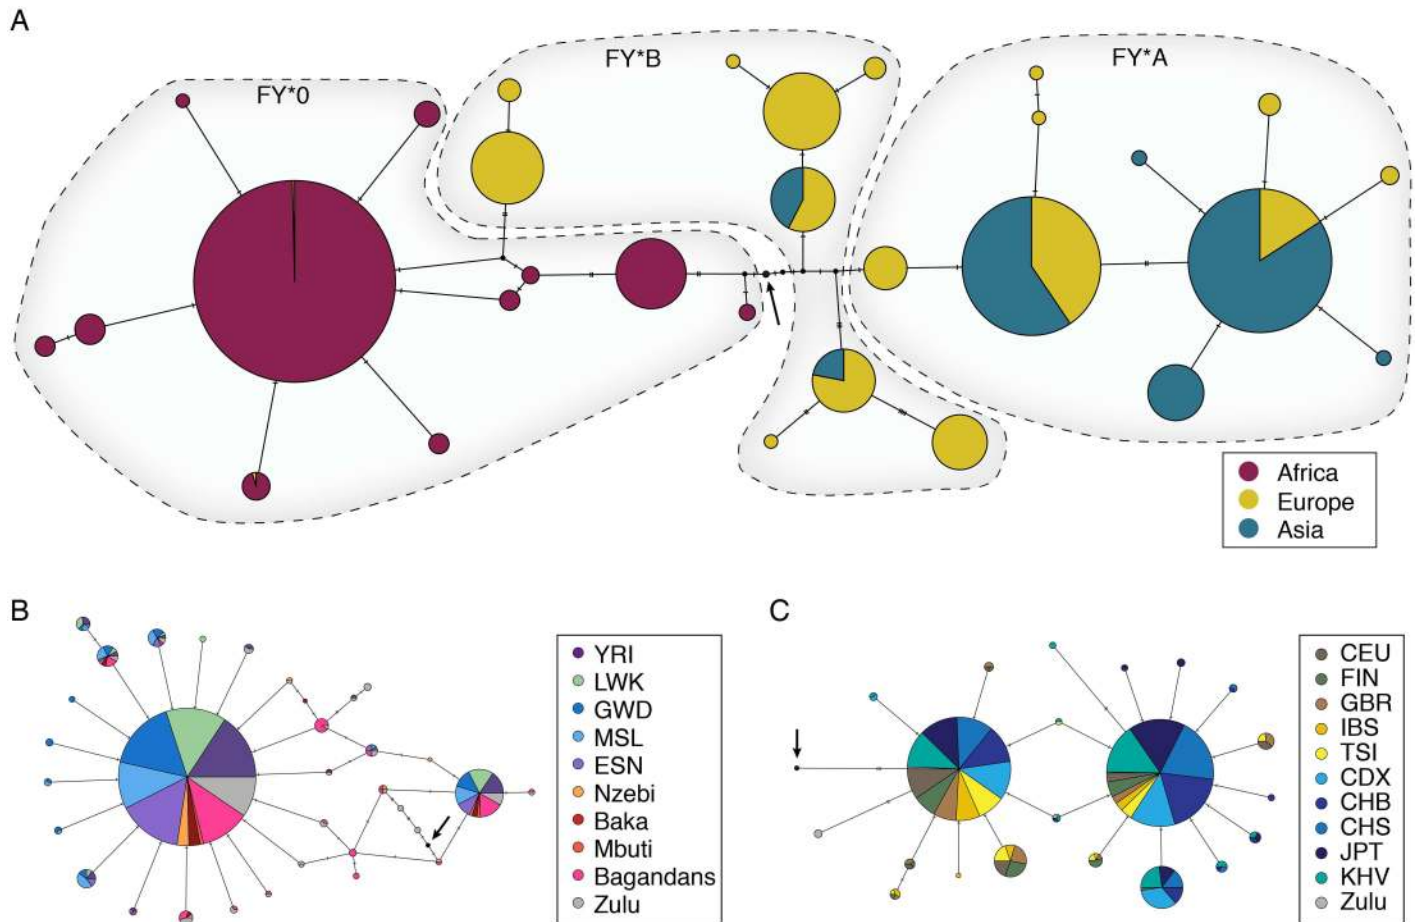 A
FY*0
FY*B
FY*A
Africa
Europe
Asia
B
YRI
LWK
GWD
MSL
ESN
Nzebi
Baka
Mbuti
Bagandans
Zulu
C
CEU
FIN
GBR
IBS
TSI
CDX
CHB
CHS
JPT
KHV
Zulu